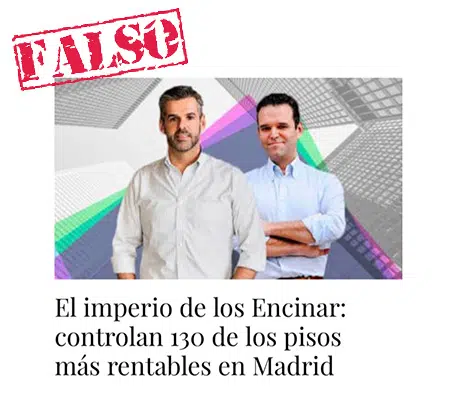 FALSO
El imperio de los Encinar:
controlan 130 de los pisos
más rentables en Madrid